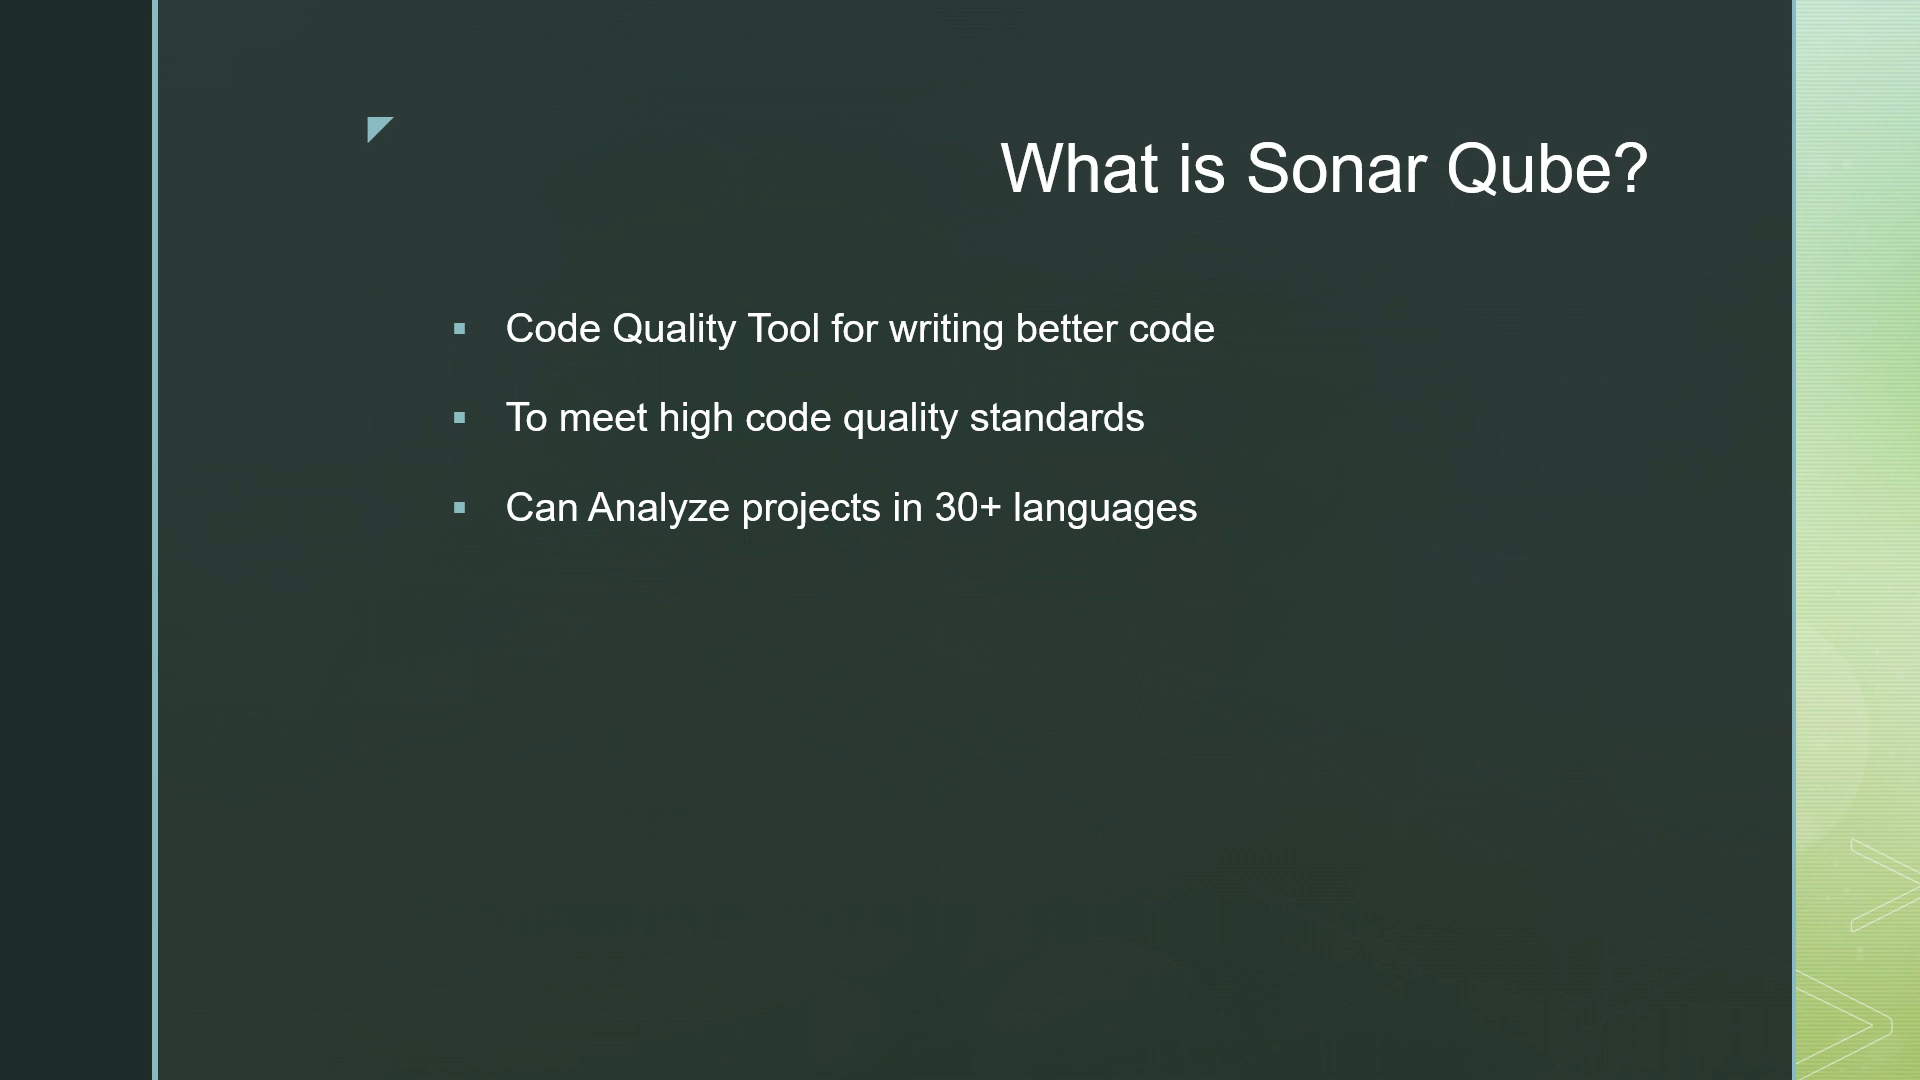 What is Sonar Qube?
Code Quality Tool for writing better code
To meet high code quality standards
Can Analyze projects in 30+ languages